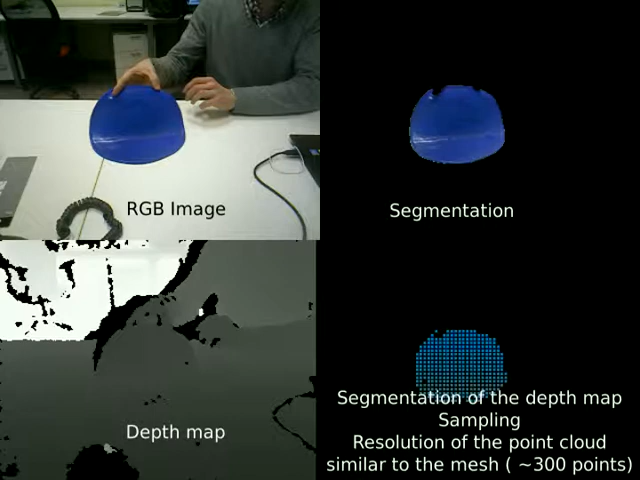 RGB Image
Segmentation
Depth map
Segmentation of the depth map
Sampling
Resolution of the point cloud
similar to the mesh ( ~300 points)